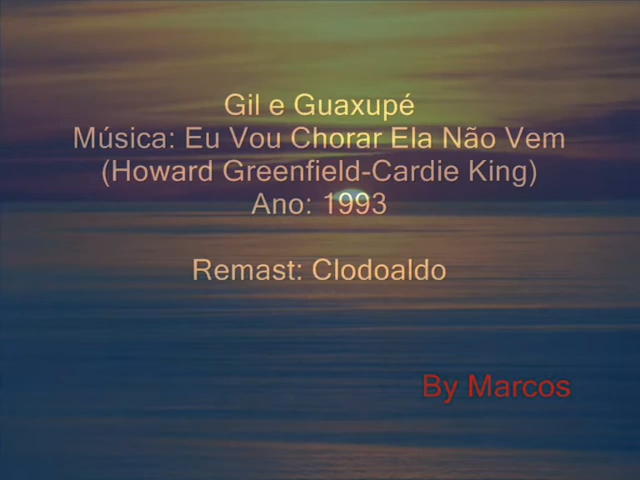 Gil e Guaxupé
Música: Eu Vou Chorar Ela Não Vem
(Howard Greenfield-Cardie King)
Ano: 1993
Remast: Clodoaldo
By Marcos